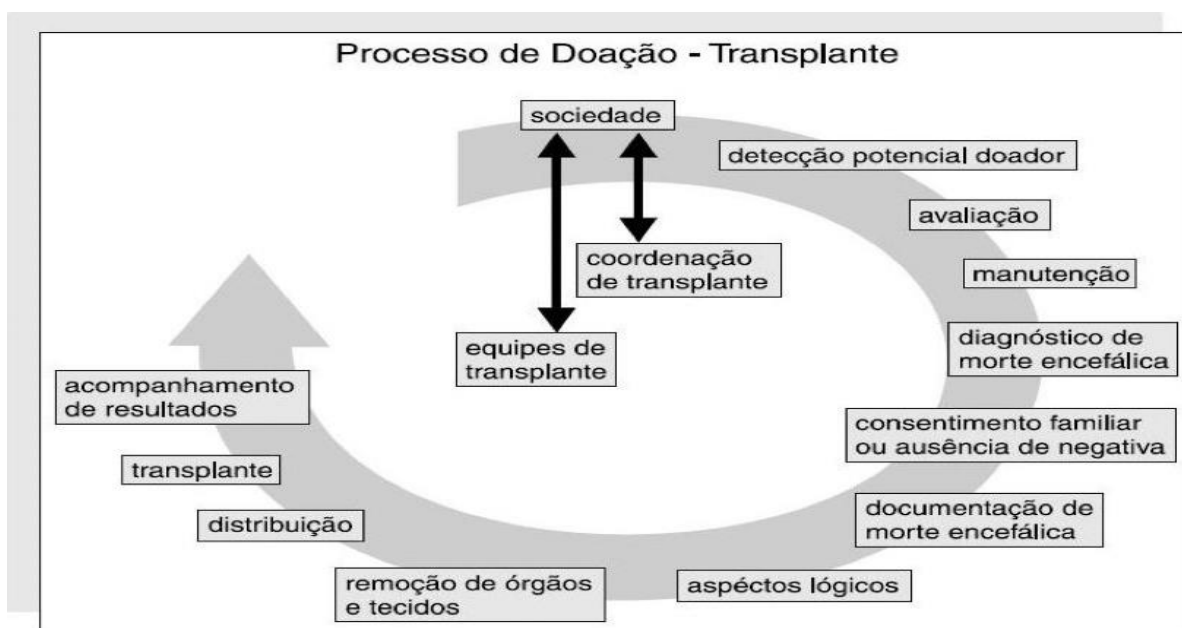 Processo de Doação - Transplante
sociedade
detecção potencial doador
avaliação
manutenção
diagnóstico de
morte encefálica
consentimento familiar
ou ausência de negativa
documentação de
morte encefálica
aspéctos lógicos
remoção de órgãos
e tecidos
distribuição
transplante
acompanhamento
de resultados
coordenação
de transplante
equipes de
transplante